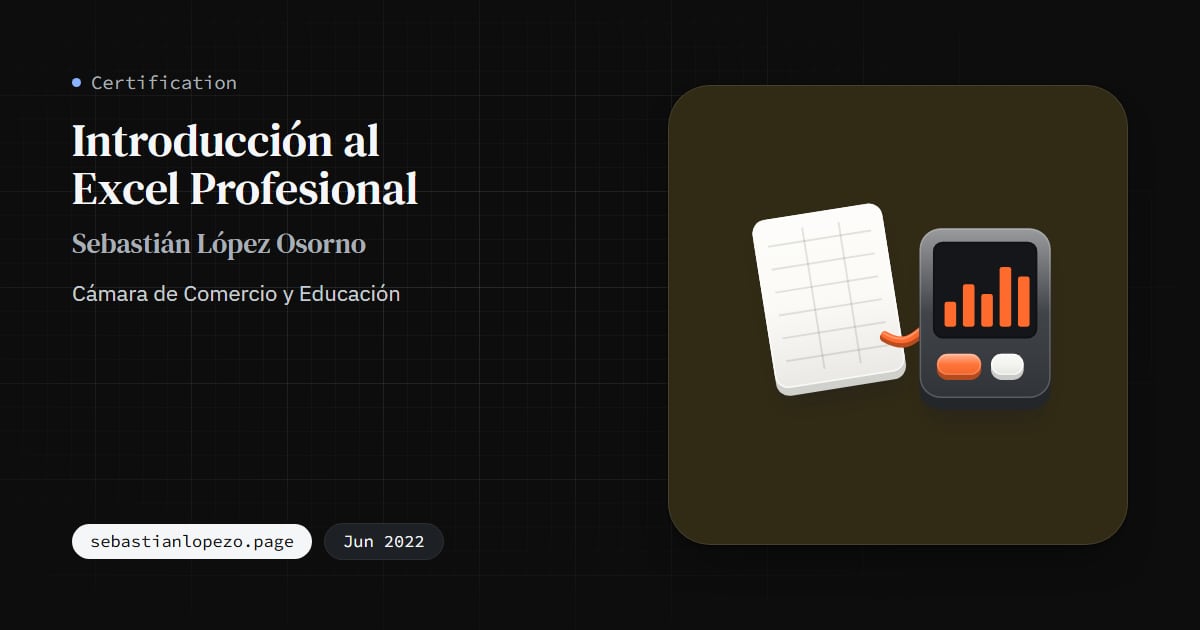 Certification
Introducción al
Excel Profesional
Sebastián López Osorno
Cámara de Comercio y Educación
sebastianlopezo.page
Jun 2022